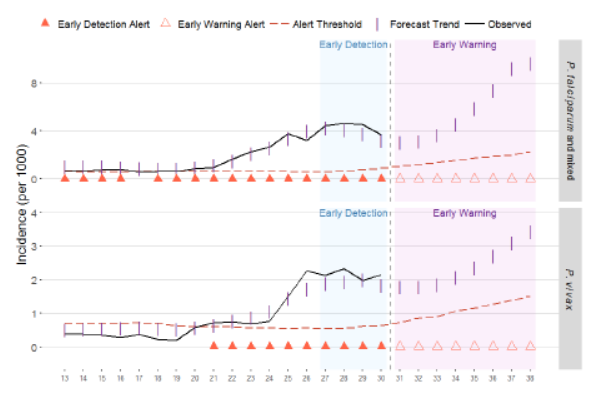 Early Detection Alert Early Warning Alert Alert Threshold Forecast Trend Observed
Early Detection Early Warning
8
4
0
P. falciparum and mixed
Incidence (per 1000)
Early Detection Early Warning
4
3
2
1
0
P. vivax
13 14 15 16 17 18 19 20 21 22 23 24 25 26 27 28 29 30 31 32 33 34 35 36 37 38